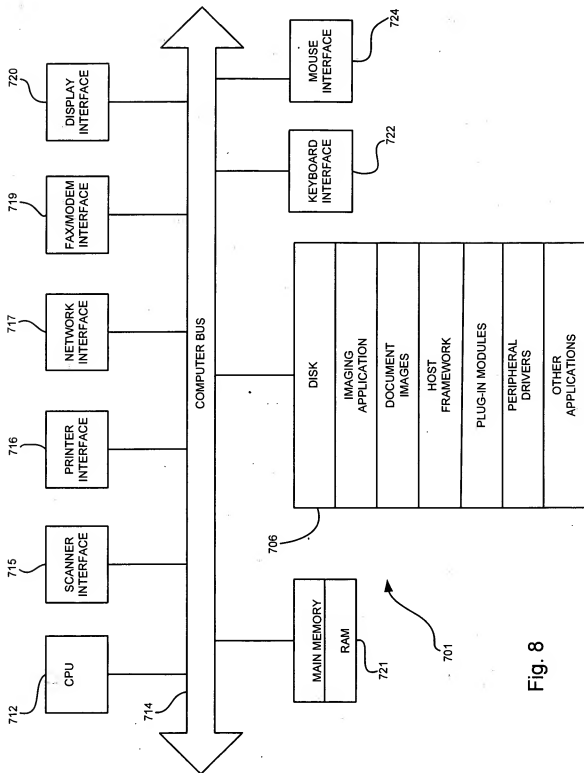 720
DISPLAY
INTERFACE
719
FAX/MODEM
INTERFACE
717
NETWORK
INTERFACE
716
PRINTER
INTERFACE
715
SCANNER
INTERFACE
712
CPU
714
COMPUTER BUS
724
MOUSE
INTERFACE
722
KEYBOARD
INTERFACE
706
DISK
IMAGING
APPLICATION
DOCUMENT
IMAGES
HOST
FRAMEWORK
PLUG-IN MODULES
PERIPHERAL
DRIVERS
OTHER
APPLICATIONS
MAIN MEMORY
RAM
721
701
Fig. 8